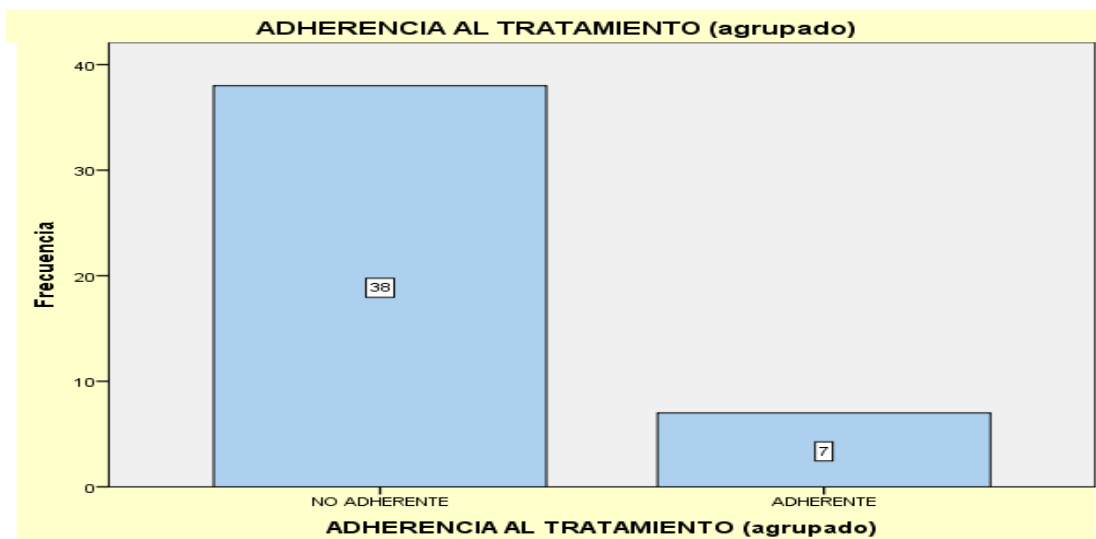 ADHERENCIA AL TRATAMIENTO (agrupado)
40
30
20
10
0
Frecuencia
38
7
NO ADHERENTE
ADHERENTE
ADHERENCIA AL TRATAMIENTO (agrupado)